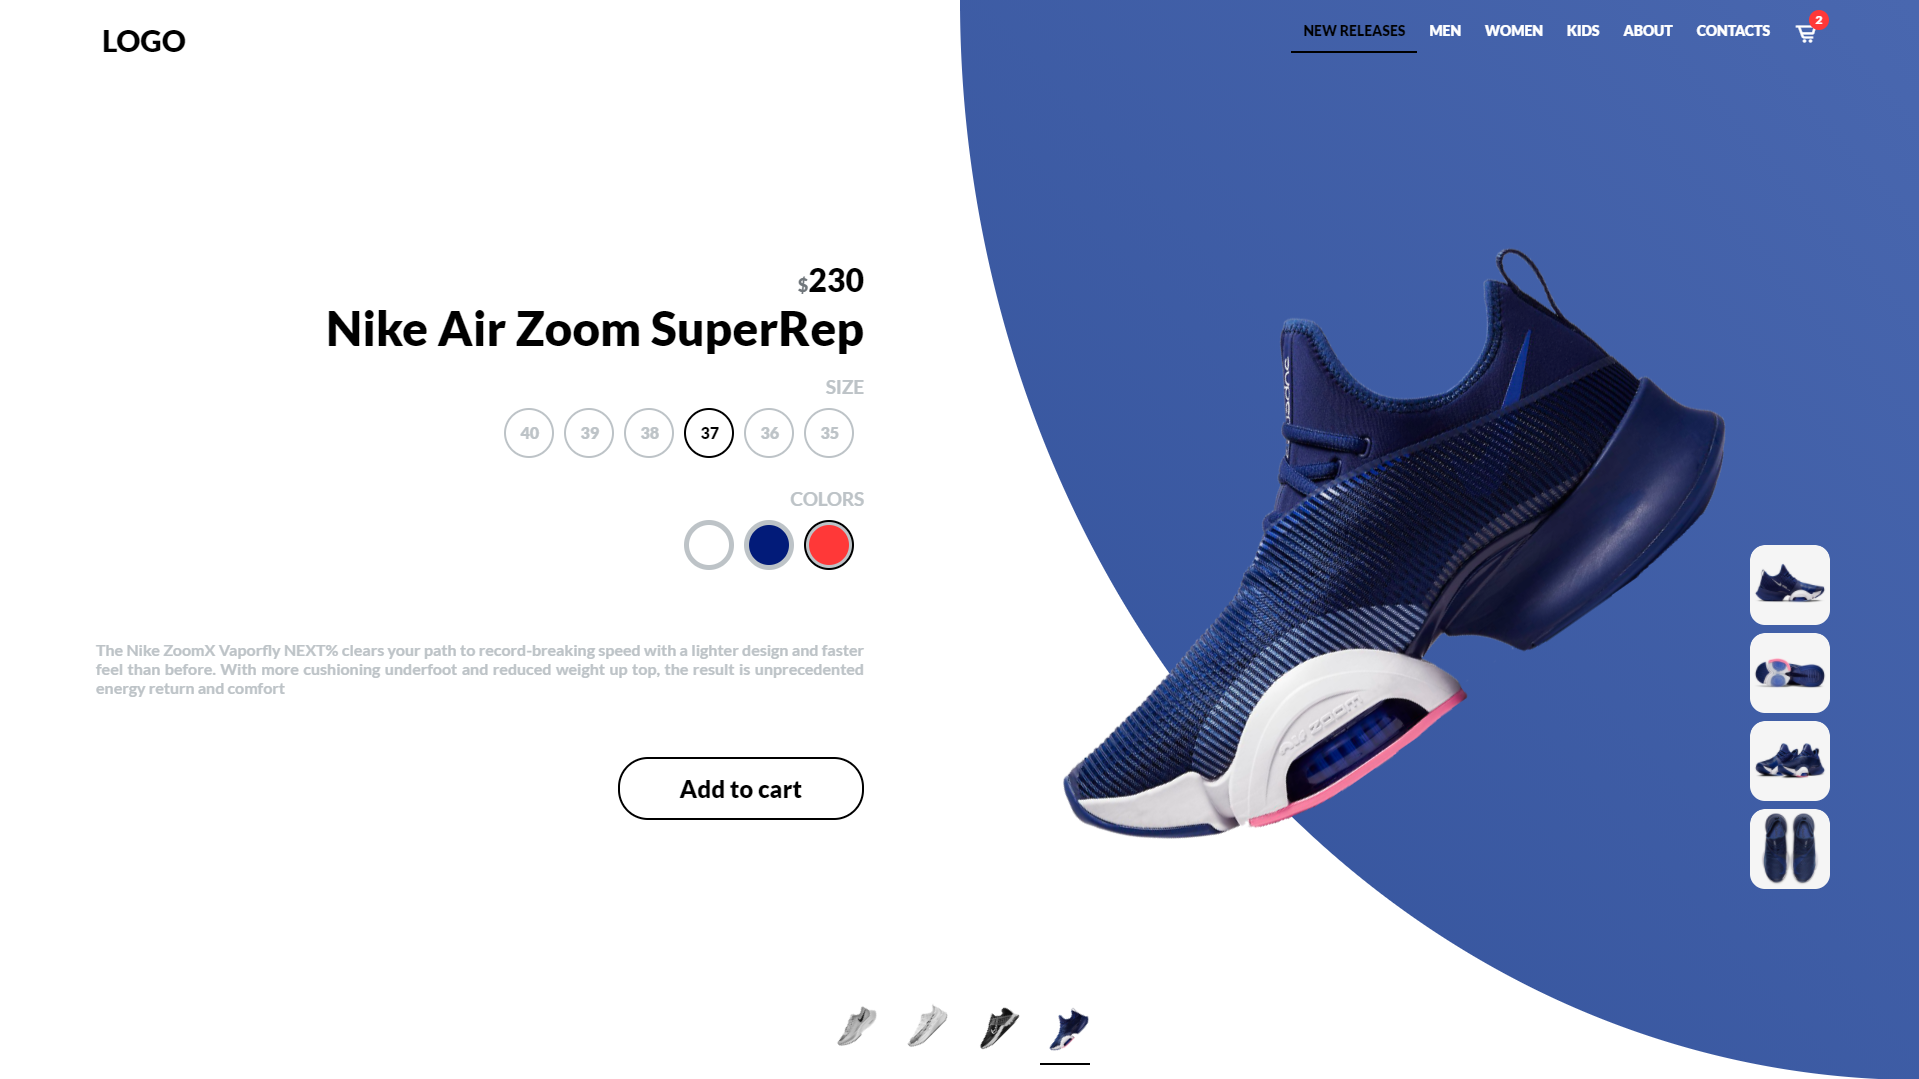 LOGO
NEW RELEASES MEN WOMEN KIDS ABOUT CONTACTS 2
$230
Nike Air Zoom SuperRep
SIZE
40 39 38 37 36 35
COLORS
The Nike ZoomX Vaporfly NEXT% clears your path to record-breaking speed with a lighter design and faster
feel than before. With more cushioning underfoot and reduced weight up top, the result is unprecedented
energy return and comfort
Add to cart
AIR ZOOM